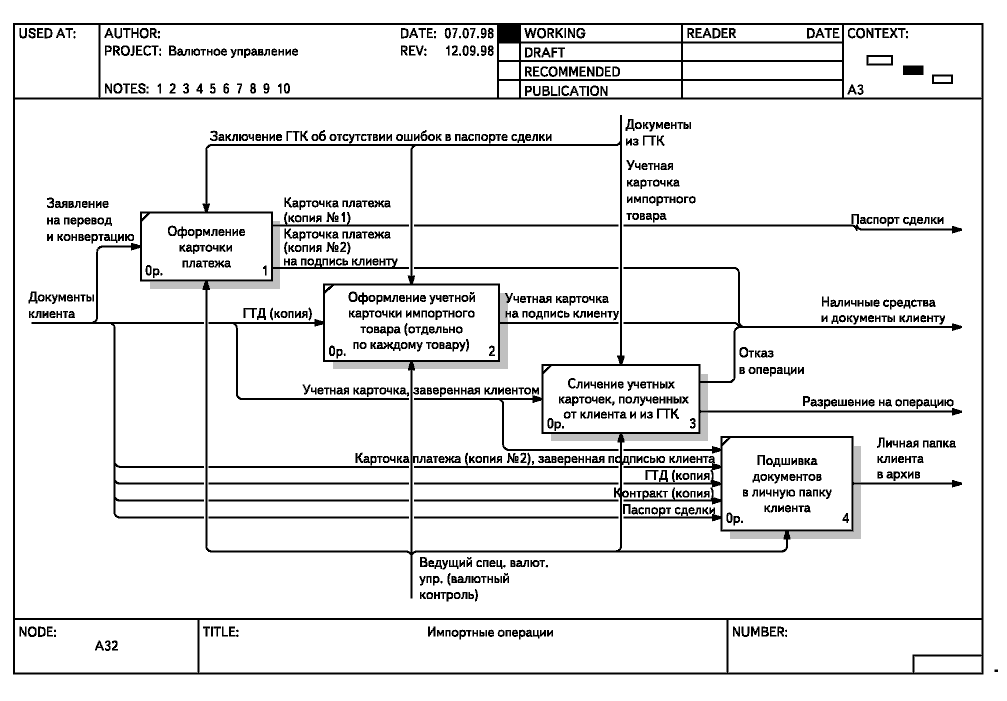 USED AT:
AUTHOR:
DATE: 07.07.98
WORKING
READER
DATE
CONTEXT:
PROJECT: Валютное управление
REV: 12.09.98
DRAFT
RECOMMENDED
NOTES: 1 2 3 4 5 6 7 8 9 10
PUBLICATION
A3
Заключение ГТК об отсутствии ошибок в паспорте сделки
Документы
из ГТК
Учетная
карточка
импортного
товара
Заявление
на перевод
и конвертацию
Карточка платежа
(копия №1)
Паспорт сделки
Оформление
карточки
платежа
0р.
1
Карточка платежа
(копия №2)
на подпись клиенту
Документы
клиента
ГТД (копия)
Оформление учетной
карточки импортного
товара (отдельно
по каждому товару)
0р.
2
Учетная карточка
на подпись клиенту
Наличные средства
и документы клиенту
Отказ
в операции
Учетная карточка, заверенная клиентом
Сличение учетных
карточек, полученных
от клиента и из ГТК
0р.
3
Разрешение на операцию
Карточка платежа (копия №2), заверенная подписью клиента
ГТД (копия)
Контракт (копия)
Паспорт сделки
Подшивка
документов
в личную папку
клиента
0р.
4
Личная папка
клиента
в архив
Ведущий спец. валют.
упр. (валютный
контроль)
NODE:
A32
TITLE:
Импортные операции
NUMBER: